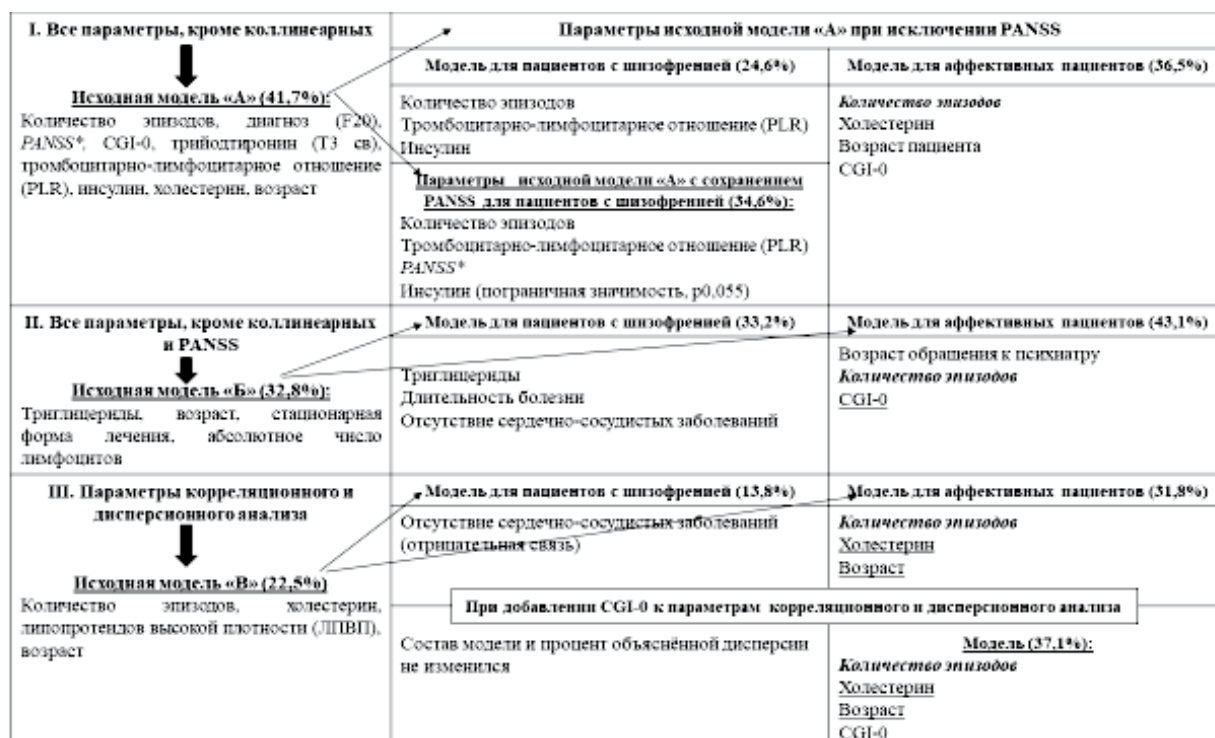 I. Все параметры, кроме коллинеарных
Исходная модель «А» (41,7%):
Количество эпизодов, диагноз (F20),
PANSS*, CGI-0, трийодтиронин (Т3 св),
тромбоцитарно-лимфоцитарное отношение
(PLR), инсулин, холестерин, возраст
Параметры исходной модели «А» при исключении PANSS
Модель для пациентов с шизофренией (24,6%)
Количество эпизодов
Тромбоцитарно-лимфоцитарное отношение (PLR)
Инсулин
Параметры исходной модели «А» с сохранением
PANSS для пациентов с шизофренией (34,6%):
Количество эпизодов
Тромбоцитарно-лимфоцитарное отношение (PLR)
PANSS*
Инсулин (пограничная значимость, p0,055)
Модель для аффективных пациентов (36,5%)
Количество эпизодов
Холестерин
Возраст пациента
CGI-0
II. Все параметры, кроме коллинеарных
и PANSS
Исходная модель «Б» (32,8%):
Триглицериды, возраст, стационарная
форма лечения, абсолютное число
лимфоцитов
Модель для пациентов с шизофренией (33,2%)
Триглицериды
Длительность болезни
Отсутствие сердечно-сосудистых заболеваний
Модель для аффективных пациентов (43,1%)
Возраст обращения к психиатру
Количество эпизодов
CGI-0
III. Параметры корреляционного и
дисперсионного анализа
Исходная модель «В» (22,5%)
Количество эпизодов, холестерин,
липопротендов высокой плотности (ЛПВП),
возраст
Модель для пациентов с шизофренией (13,8%)
Отсутствие сердечно-сосудистых заболеваний
(отрицательная связь)
Модель для аффективных пациентов (31,8%)
Количество эпизодов
Холестерин
Возраст
При добавлении CGI-0 к параметрам корреляционного и дисперсионного анализа
Состав модели и процент объяснённой дисперсии
не изменился
Модель (37,1%):
Количество эпизодов
Холестерин
Возраст
CGI-0